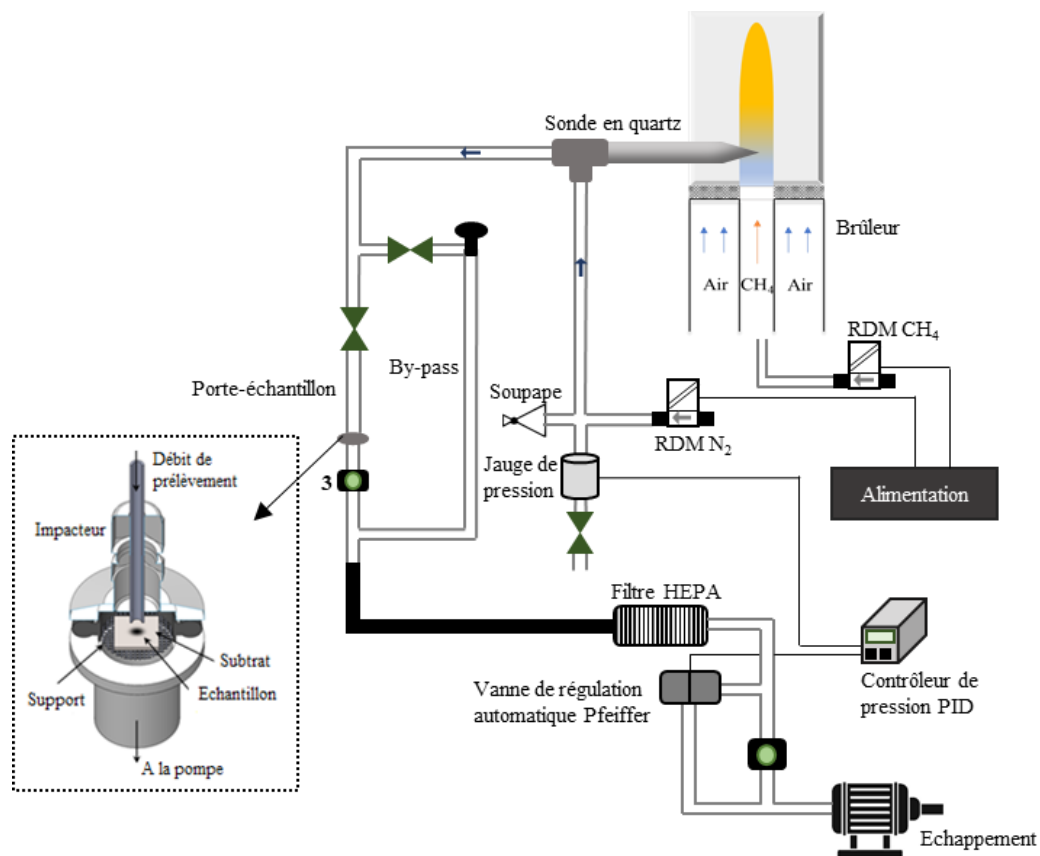 Sonde en quartz
Brûleur
Air
CH4
Air
RDM CH4
By-pass
Porte-échantillon
Soupape
RDM N2
Jauge de
pression
Alimentation
3
Débit de
prélèvement
Impacteur
Subtrat
Echantillon
Support
A la pompe
Filtre HEPA
Vanne de régulation
automatique Pfeiffer
Contrôleur de
pression PID
Echappement